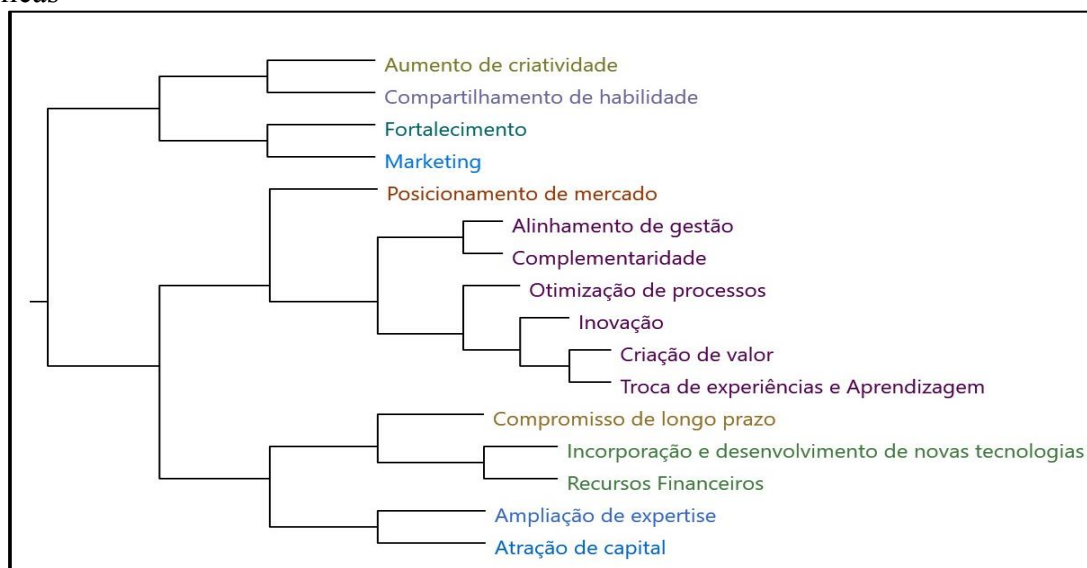 Aumento de criatividade
Compartilhamento de habilidade
Fortalecimento
Marketing
Posicionamento de mercado
Alinhamento de gestão
Complementaridade
Otimização de processos
Inovação
Criação de valor
Troca de experiências e Aprendizagem
Compromisso de longo prazo
Incorporação e desenvolvimento de novas tecnologias
Recursos Financeiros
Ampliação de expertise
Atração de capital